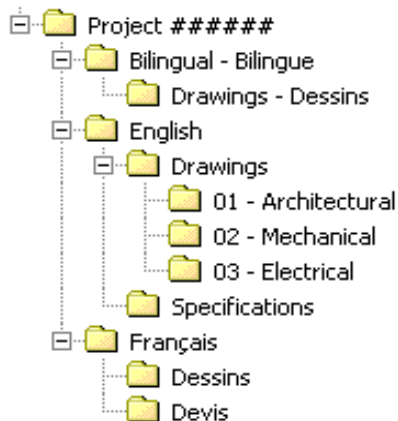 Project ######
Bilingual - Bilingue
Drawings - Dessins
English
Drawings
01 - Architectural
02 - Mechanical
03 - Electrical
Specifications
Français
Dessins
Devis